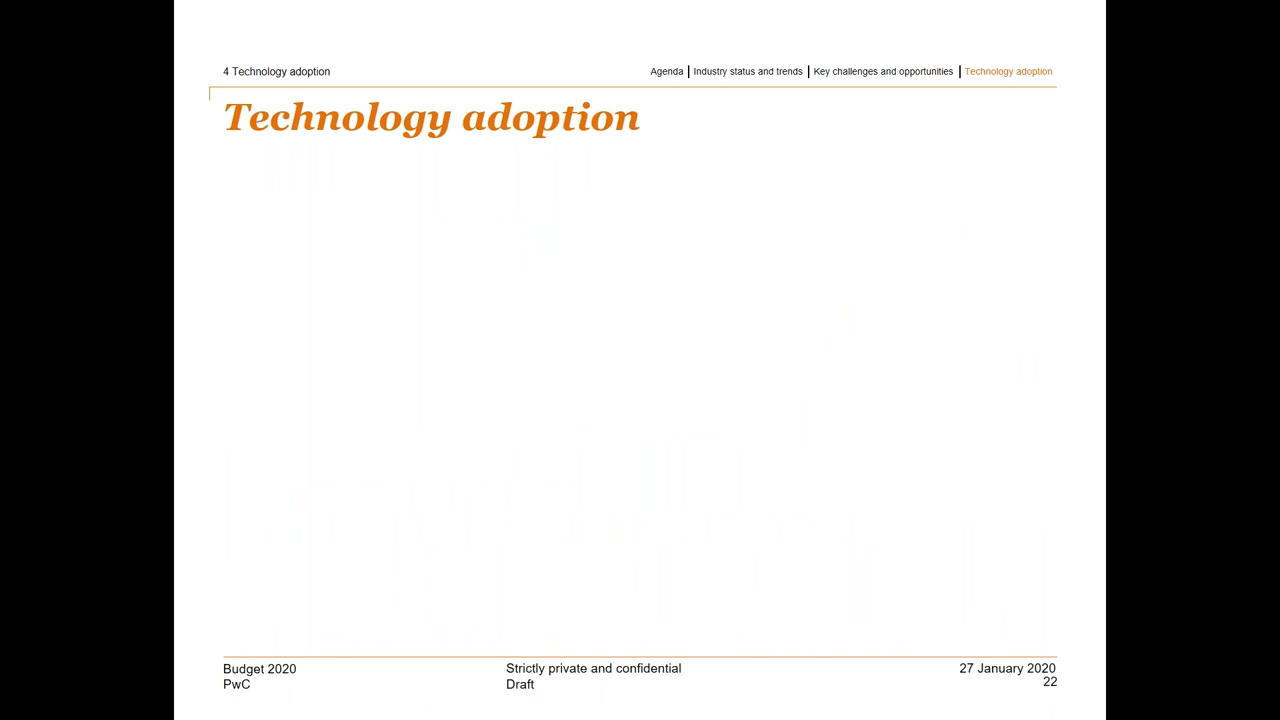 4 Technology adoption
Agenda | Industry status and trends | Key challenges and opportunities | Technology adoption
Technology adoption
Budget 2020
PwC
Strictly private and confidential
Draft
27 January 2020
22